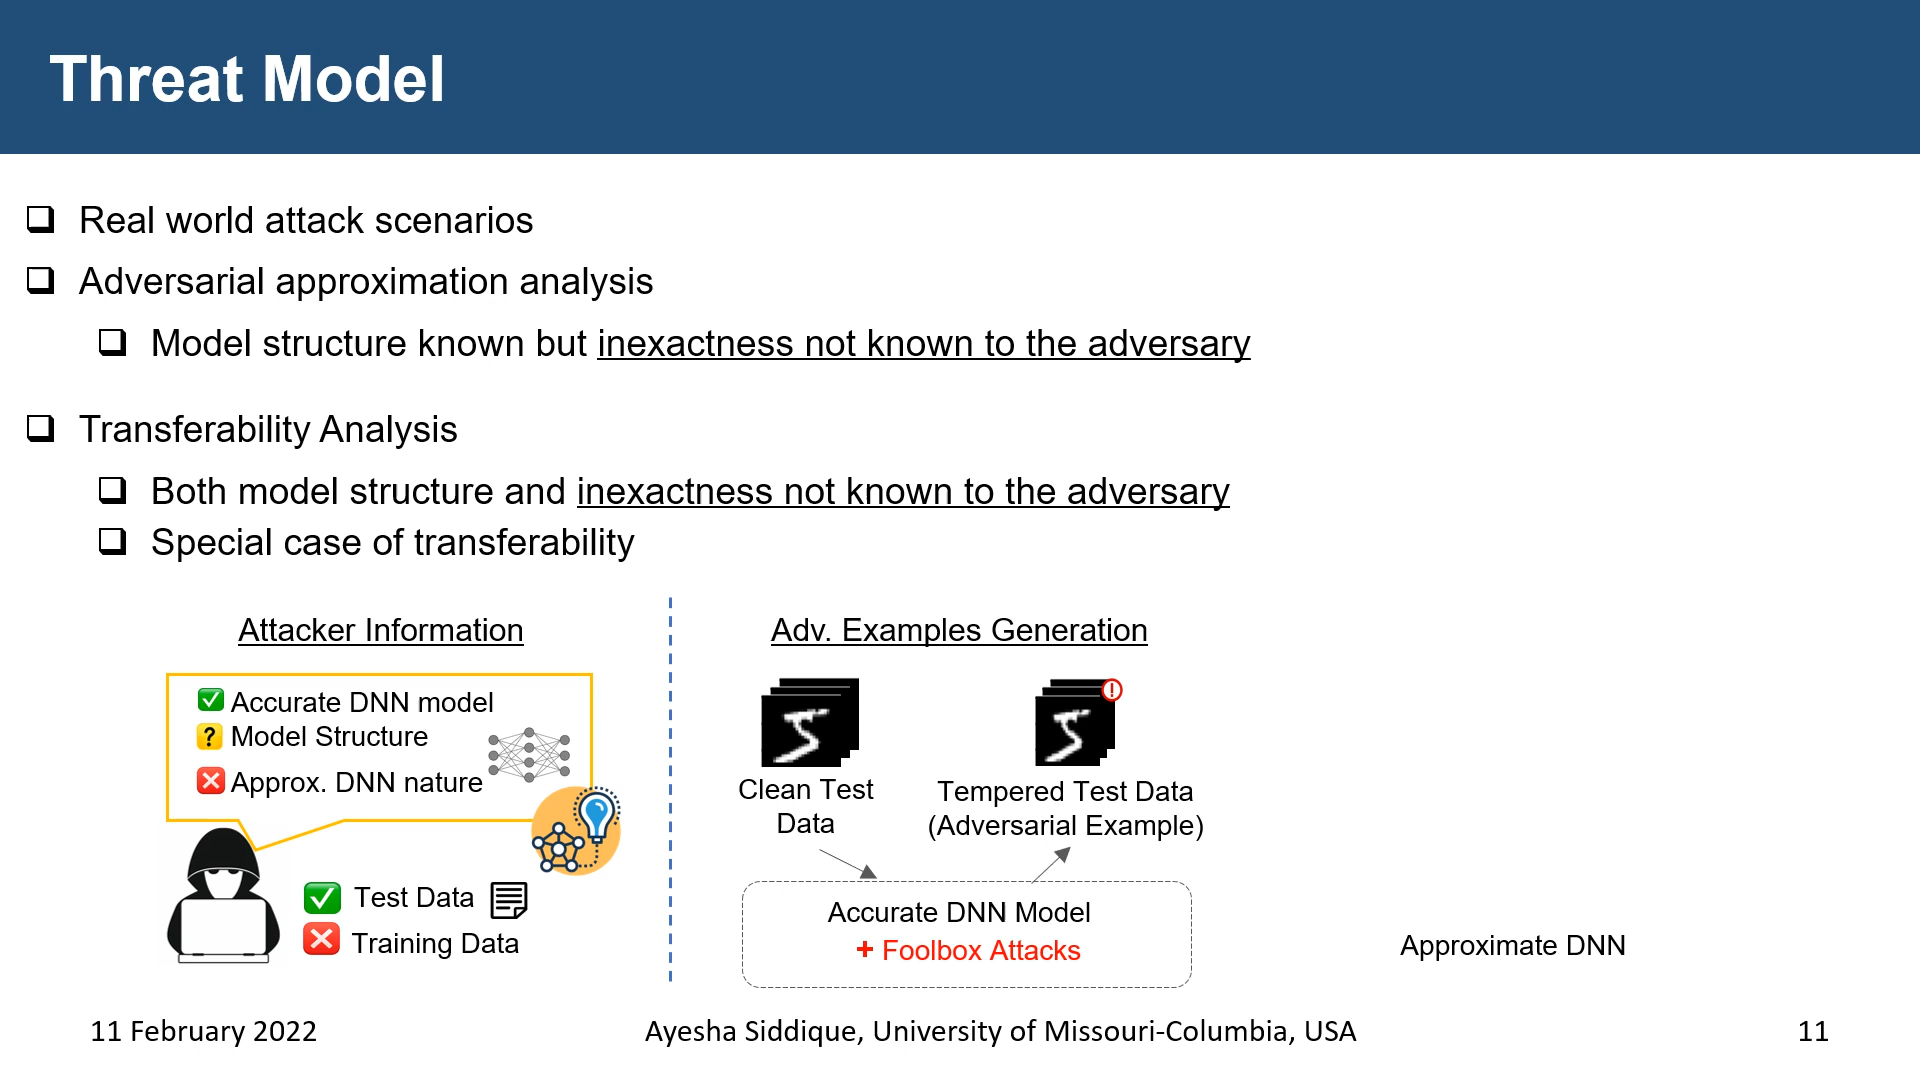 Threat Model
Real world attack scenarios
Adversarial approximation analysis
Model structure known but inexactness not known to the adversary
Transferability Analysis
Both model structure and inexactness not known to the adversary
Special case of transferability
Attacker Information
Accurate DNN model
? Model Structure
Approx. DNN nature
Test Data
Training Data
Adv. Examples Generation
Clean Test
Data
Tempered Test Data
(Adversarial Example)
Accurate DNN Model
+ Foolbox Attacks
Approximate DNN
11 February 2022
Ayesha Siddique, University of Missouri-Columbia, USA
11